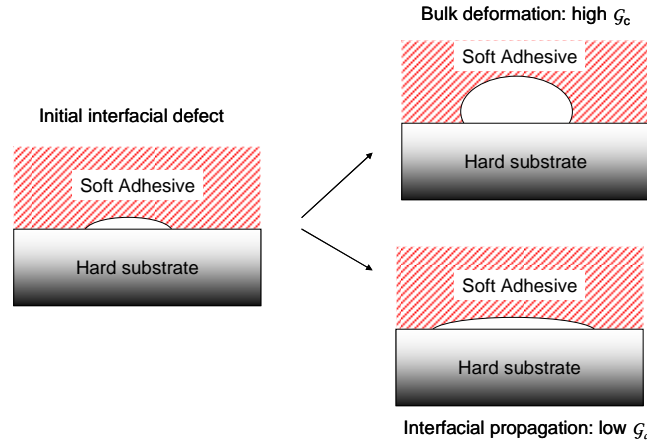 Bulk deformation: high 𝒢c
Soft Adhesive
Hard substrate
Initial interfacial defect
Soft Adhesive
Hard substrate
Soft Adhesive
Hard substrate
Interfacial propagation: low 𝒢c